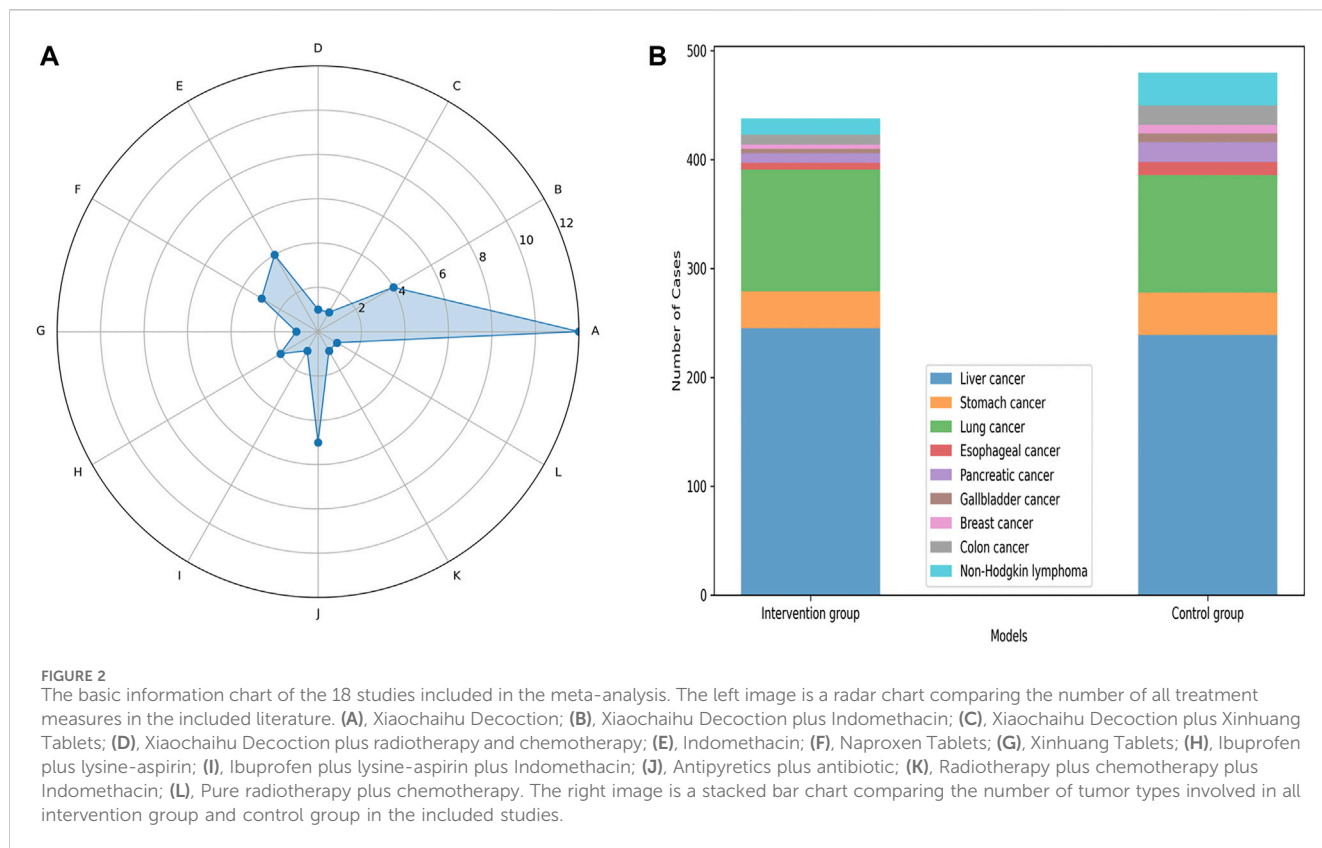 A
D
E
C
F
B
12
10
8
6
4
2
G
A
H
L
I
K
J
B
500
400
300
200
100
0
Number of Cases
Liver cancer
Stomach cancer
Lung cancer
Esophageal cancer
Pancreatic cancer
Gallbladder cancer
Breast cancer
Colon cancer
Non-Hodgkin lymphoma
Intervention group
Control group
Models
FIGURE 2
The basic information chart of the 18 studies included in the meta-analysis. The left image is a radar chart comparing the number of all treatment
measures in the included literature. (A), Xiaochaihu Decoction; (B), Xiaochaihu Decoction plus Indomethacin; (C), Xiaochaihu Decoction plus Xinhuang
Tablets; (D), Xiaochaihu Decoction plus radiotherapy and chemotherapy; (E), Indomethacin; (F), Naproxen Tablets; (G), Xinhuang Tablets; (H), Ibuprofen
plus lysine-aspirin; (I), Ibuprofen plus lysine-aspirin plus Indomethacin; (J), Antipyretics plus antibiotic; (K), Radiotherapy plus chemotherapy plus
Indomethacin; (L), Pure radiotherapy plus chemotherapy. The right image is a stacked bar chart comparing the number of tumor types involved in all
intervention group and control group in the included studies.